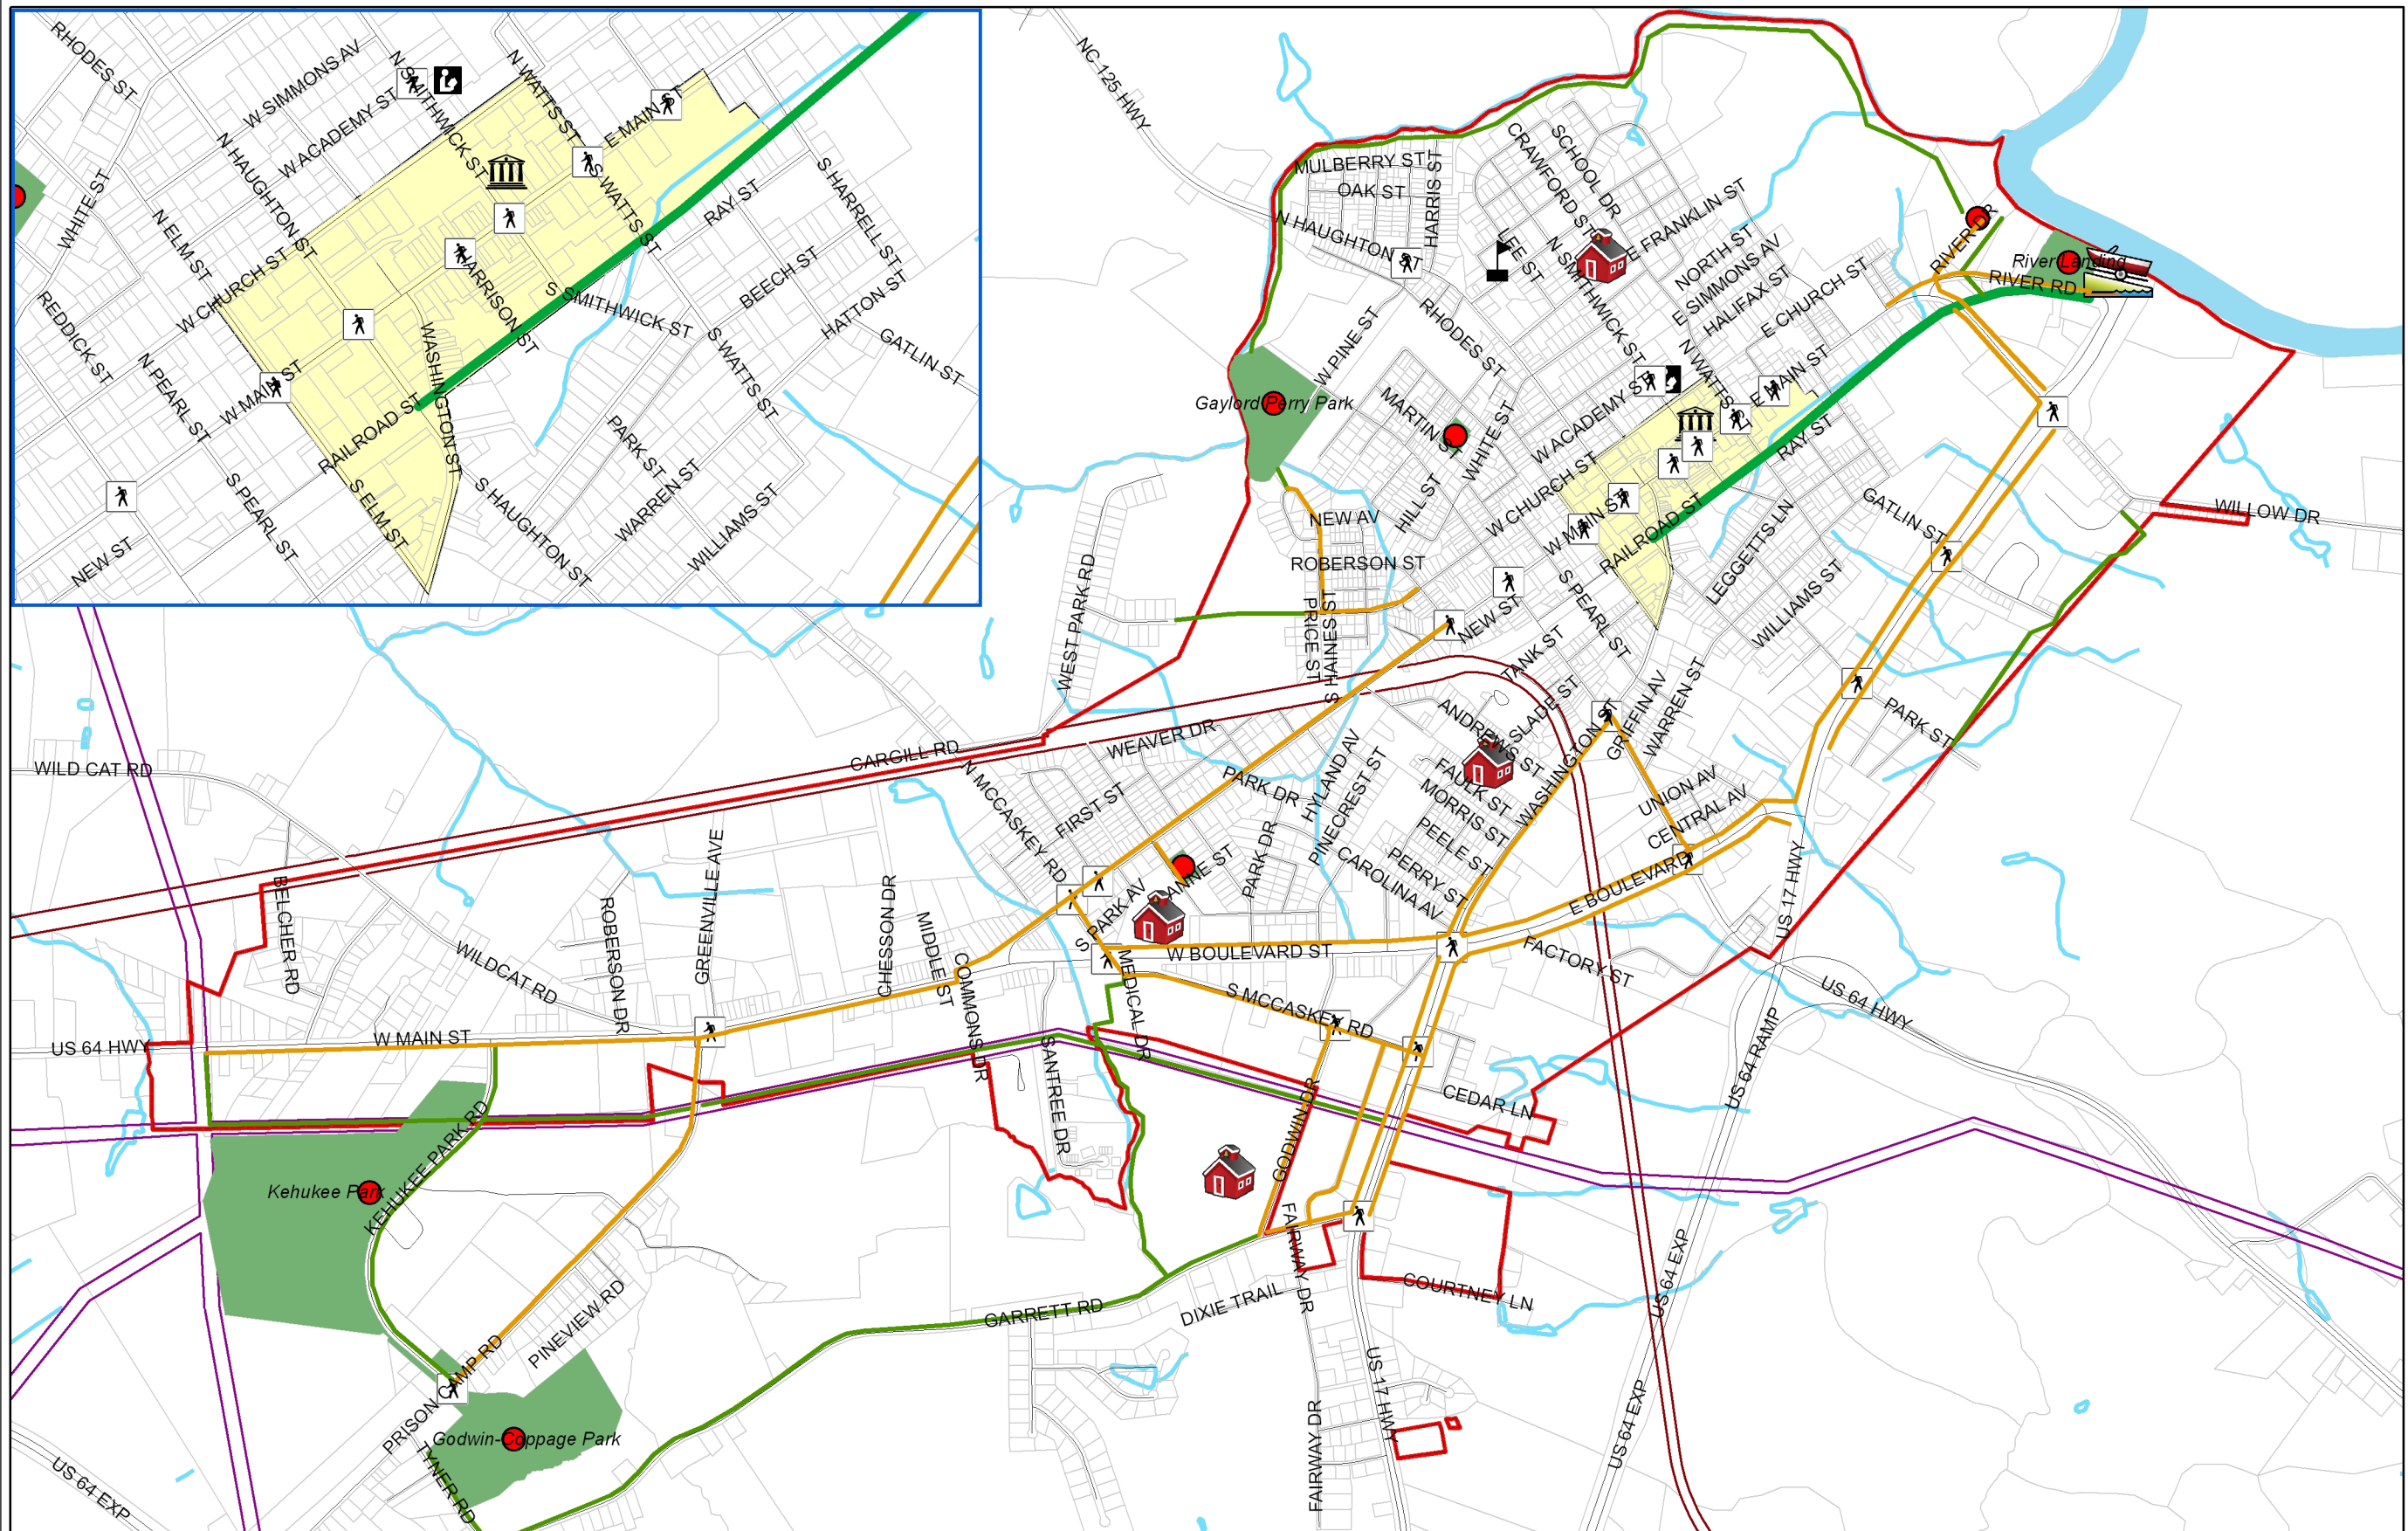 RHODES ST
W SIMMONS AV
N SMITHWICK ST
N WATTS ST
E MAIN ST
W ACADEMY ST
N HAUGHTON ST
WHITE ST
N ELM ST
S WATTS ST
RAY ST
S HARRELL ST
W CHURCH ST
HARRISON ST
S SMITHWICK ST
BEECH ST
HATTON ST
GATLIN ST
REDDICK ST
N PEARL ST
W MAIN ST
WASHINGTON ST
S WATTS ST
RAILROAD ST
PARK ST
WARREN ST
S PEARL ST
S ELM ST
S HAUGHTON ST
WILLIAMS ST
NEW ST
NC 125 HWY
MULBERRY ST
OAK ST
HARRIS ST
N HAUGHTON ST
CRAWFORD ST
SCHOOL DR
LEE ST
N SMITHWICK ST
E FRANKLIN ST
NORTH ST
E SIMMONS AV
HALIFAX ST
E CHURCH ST
RIVER DR
River Landing
RIVER RD
W PINE ST
RHODES ST
Gaylord Perry Park
MARTIN ST
WHITE ST
W ACADEMY ST
N WATTS ST
E MAIN ST
RAY ST
HILL ST
W CHURCH ST
W MAIN ST
RAILROAD ST
LEGGETTS LN
GATLIN ST
WILLOW DR
NEW AV
ROBERSON ST
WEST PARK RD
PRICE ST
S HAINES ST
NEW ST
S PEARL ST
TANK ST
WILLIAMS ST
WARREN ST
GRIFFIN AV
PARK ST
WILD CAT RD
CARGILL RD
WEAVER DR
N MCCASKEY RD
FIRST ST
PARK DR
HYLAND AV
PINECREST ST
ANDREWS ST
SLADE ST
FAULK ST
MORRIS ST
PEELE ST
PERRY ST
CAROLINA AV
WASHINGTON ST
UNION AV
CENTRAL AV
E BOULEVARD
US 17 HWY
BELCHER RD
WILDCAT RD
ROBERSON DR
GREENVILLE AVE
CHESSON DR
MIDDLE ST
COMMONS DR
S PARK AV
ANNE ST
PARK DR
W BOULEVARD ST
MEDICAL DR
S MCCASKEY RD
FACTORY ST
US 64 HWY
US 64 RAMP
US 64 HWY
W MAIN ST
SANTREE DR
GODWIN DR
CEDAR LN
Kehukee Park
KEHUKEE PARK RD
FAIRWAY DR
COURTNEY LN
US 64 EXP
GARRETT RD
DIXIE TRAIL
PINEVIEW RD
PRISON CAMP RD
Godwin-Coppage Park
TYNER RD
US 64 EXP
FAIRWAY DR
US 17 HWY
US 64 EXP